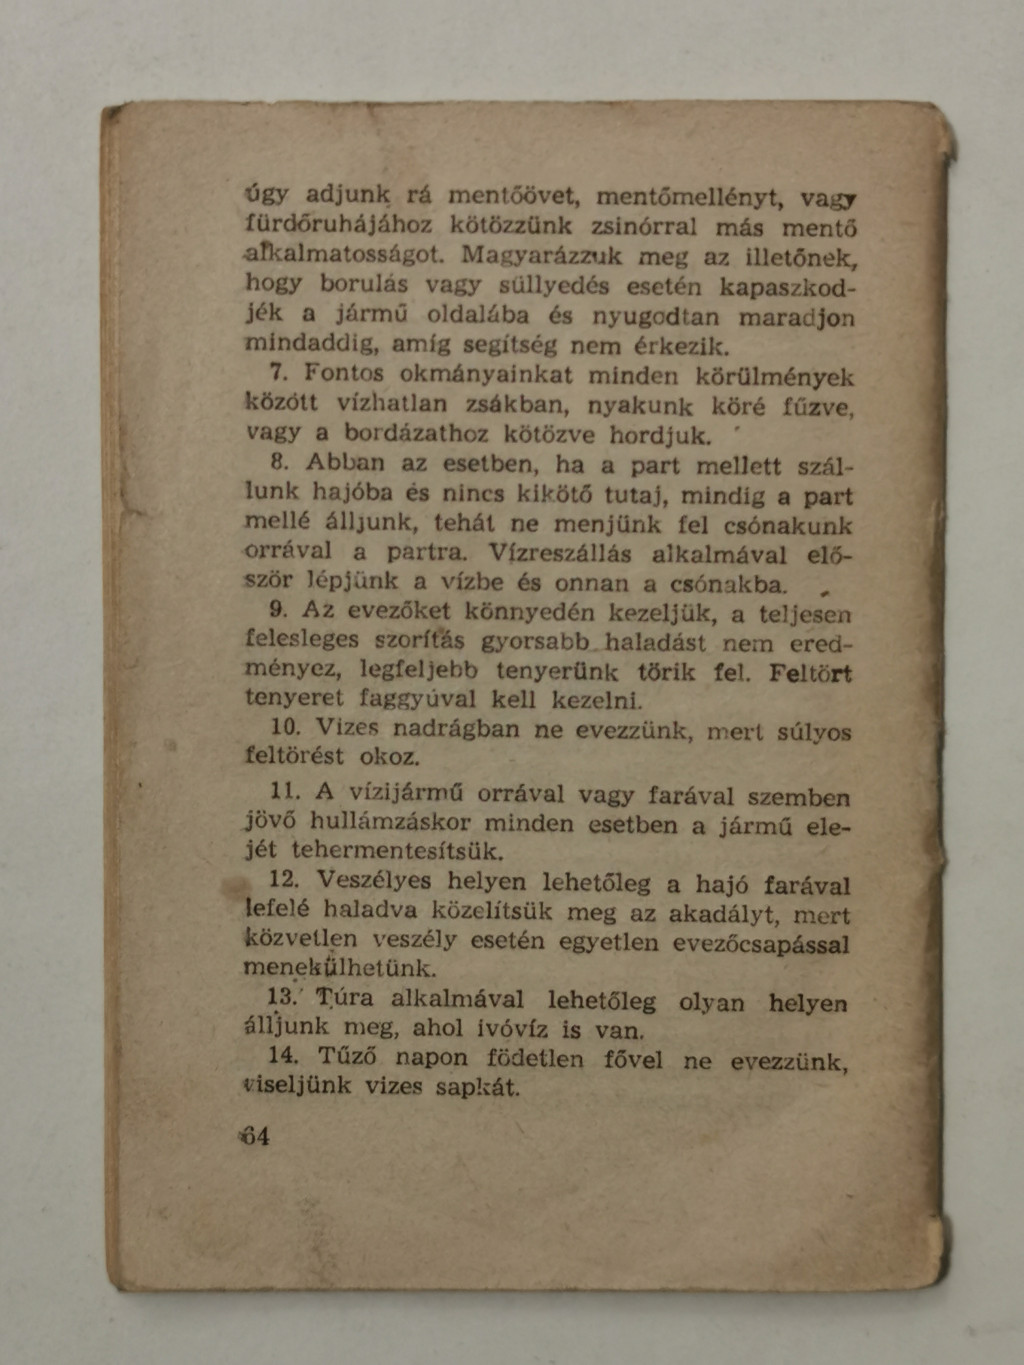 úgy adjunk rá mentőövet, mentőmellényt, vagy
fürdőruhájához kötözzünk zsinórral más mentő
alkalmatosságot. Magyarázzuk meg az illetőnek,
hogy borulás vagy süllyedés esetén kapaszkod-
jék a jármű oldalába és nyugodtan maradjon
mindaddig, amíg segítség nem érkezik.
7. Fontos okmányainkat minden körülmények
között vízhatlan zsákban, nyakunk köré fűzve,
vagy a bordázathoz kötözve hordjuk.
8. Abban az esetben, ha a part mellett szál-
lunk hajóba és nincs kikötő tutaj, mindig a part
mellé álljunk, tehát ne menjünk fel csónakunk
orrával a partra. Vízreszállás alkalmával elő-
ször lépjünk a vízbe és onnan a csónakba.
9. Az evezőket könnyedén kezeljük, a teljesen
felesleges szorítás gyorsabb haladást nem ered-
ményez, legfeljebb tenyerünk törik fel. Feltört
tenyeret faggyúval kell kezelni.
10. Vizes nadrágban ne evezzünk, mert súlyos
feltörést okoz.
11. A vízijármű orrával vagy farával szemben
jövő hullámzáskor minden esetben a jármű ele-
jét tehermentesítsük.
12. Veszélyes helyen lehetőleg a hajó farával
lefelé haladva közelítsük meg az akadályt, mert
közvetlen veszély esetén egyetlen evezőcsapással
menekülhetünk.
13. Túra alkalmával lehetőleg olyan helyen
álljunk meg, ahol ivóvíz is van.
14. Tűző napon födetlen fővel ne evezzünk,
viseljünk vizes sapkát.
64